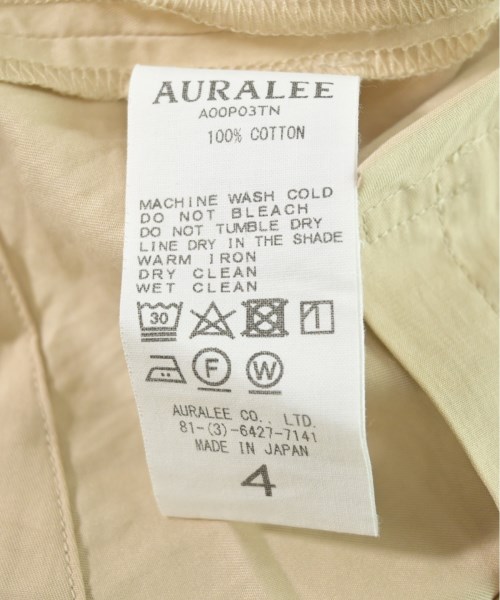 AURALEE
A00P03TN
100% COTTON
MACHINE WASH COLD
DO NOT BLEACH
DO NOT TUMBLE DRY
LINE DRY IN THE SHADE
WARM IRON
DRY CLEAN
WET CLEAN
30
F W
AURALEE CO., LTD.
81-(3)-6427-7141
MADE IN JAPAN
4